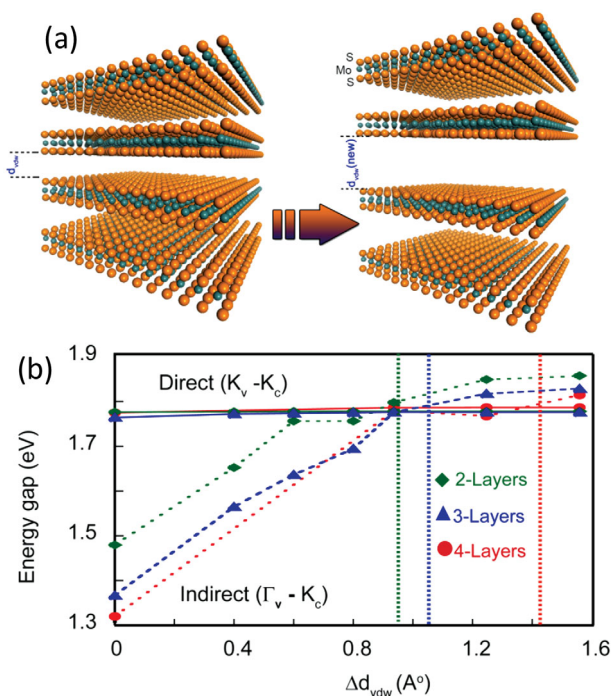 (a)
S
Mo
S
d_vdw
d_vdw(new)
(b)
1.9
1.7
1.5
1.3
Energy gap (eV)
Direct (K_v -K_c)
2-Layers
3-Layers
4-Layers
Indirect (Γ_v - K_c)
0 0.4 0.8 1.2 1.6
Δd_vdw (A°)